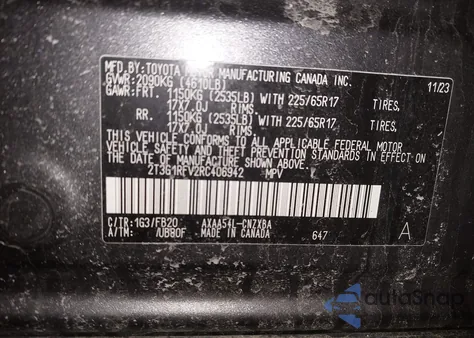 MFD.BY: TOYOTA MOTOR MANUFACTURING CANADA INC.
GVWR: 2090KG (4610LB) 11/23
GAWR:FRT. 1150KG (2535LB) WITH 225/65R17 TIRES,
17X7.0J RIMS,
RR. 1150KG (2535LB) WITH 225/65R17 TIRES,
17X7.0J RIMS,
THIS VEHICLE CONFORMS TO ALL APPLICABLE FEDERAL MOTOR
VEHICLE SAFETY AND THEFT PREVENTION STANDARDS IN EFFECT
ON THE DATE OF MANUFACTURE SHOWN ABOVE.
2T3G1RFV2RC406942 MPV
C/TR:1G3/FB20 AXAA54L-CNZXBA
A/TM: /UB80F MADE IN CANADA 647 A
autoSnap